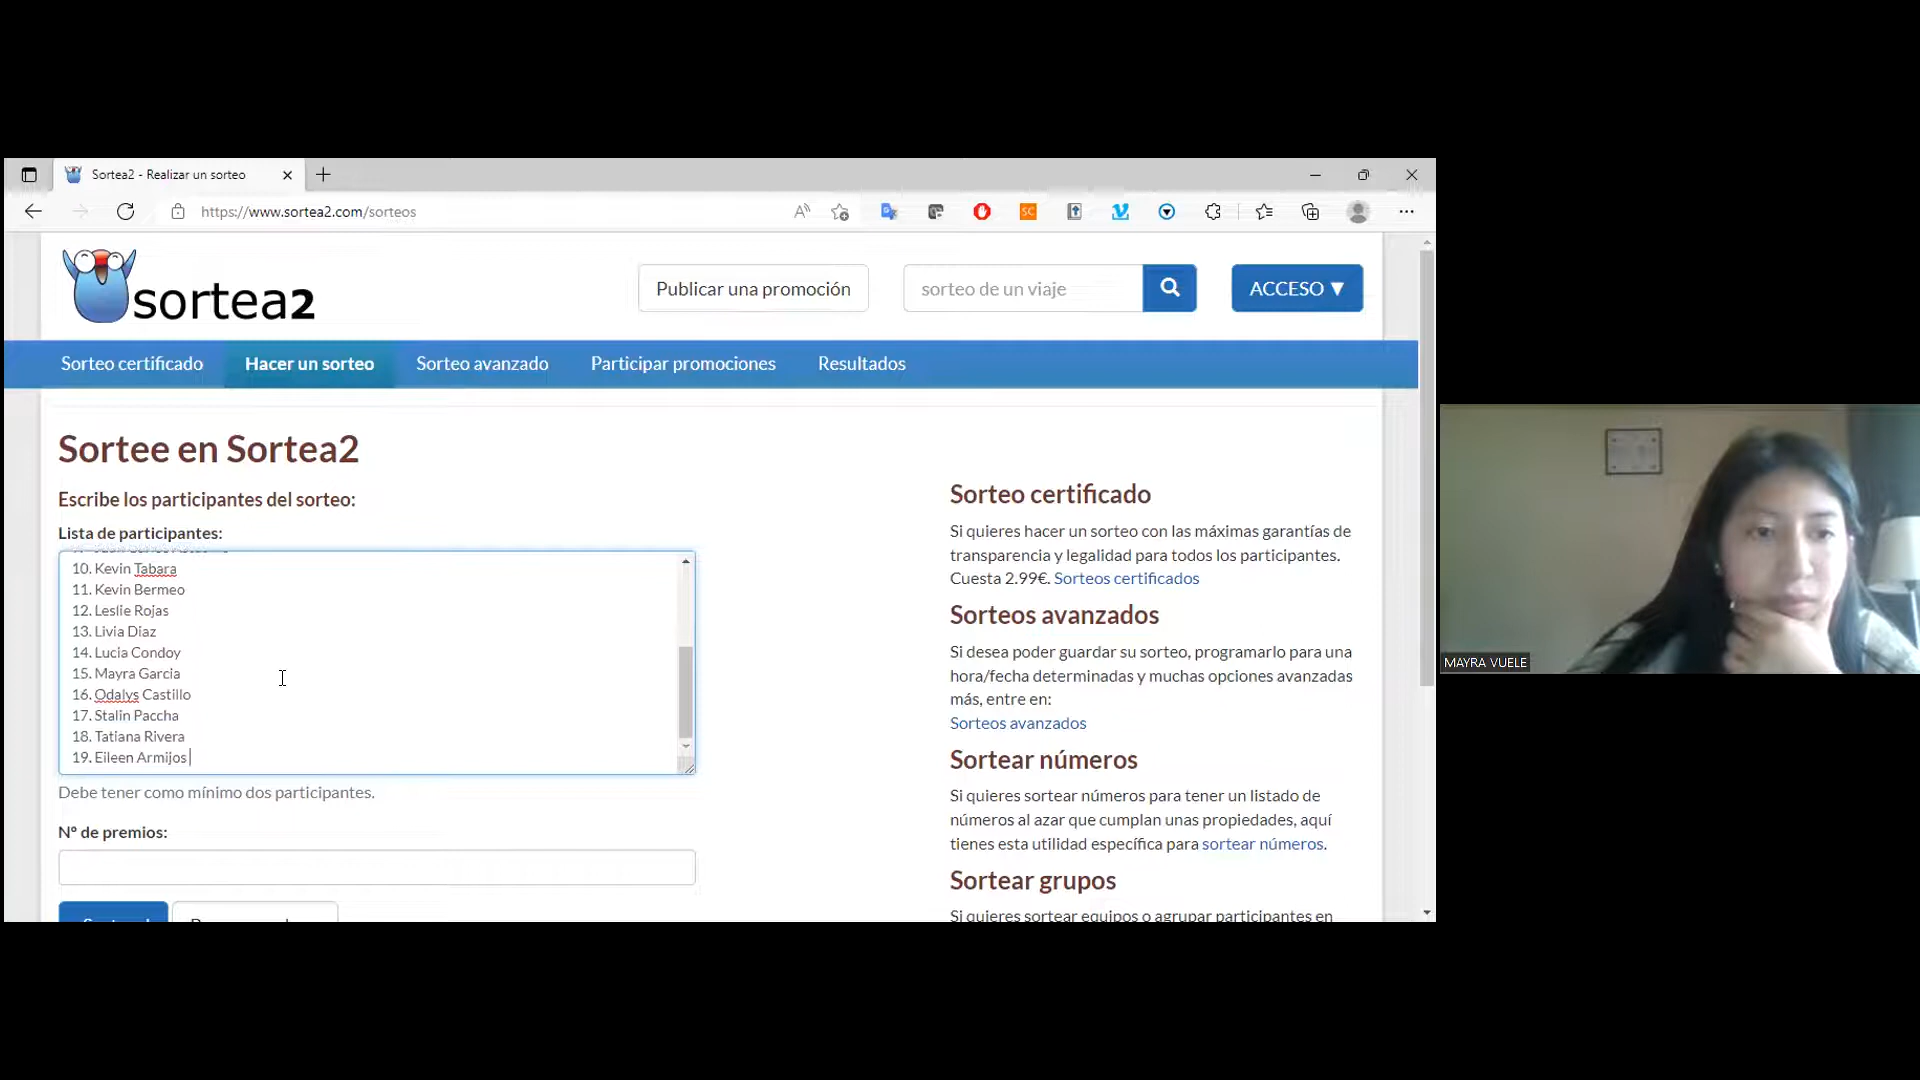 Sortea2 - Realizar un sorteo
https://www.sortea2.com/sorteos
sortea2
Publicar una promoción
sorteo de un viaje
ACCESO ▼
Sorteo certificado
Hacer un sorteo
Sorteo avanzado
Participar promociones
Resultados
Sortee en Sortea2
Escribe los participantes del sorteo:
Lista de participantes:
10. Kevin Tabara
11. Kevin Bermeo
12. Leslie Rojas
13. Livia Diaz
14. Lucia Condoy
15. Mayra Garcia
16. Odalys Castillo
17. Stalin Paccha
18. Tatiana Rivera
19. Eileen Armijos
Debe tener como mínimo dos participantes.
Nº de premios:
Sorteo certificado
Si quieres hacer un sorteo con las máximas garantías de
transparencia y legalidad para todos los participantes.
Cuesta 2.99€. Sorteos certificados
Sorteos avanzados
Si desea poder guardar su sorteo, programarlo para una
hora/fecha determinadas y muchas opciones avanzadas
más, entre en:
Sorteos avanzados
Sortear números
Si quieres sortear números para tener un listado de
números al azar que cumplan unas propiedades, aquí
tienes esta utilidad específica para sortear números.
Sortear grupos
Si quieres sortear equipos o agrupar participantes en
MAYRA VUELE